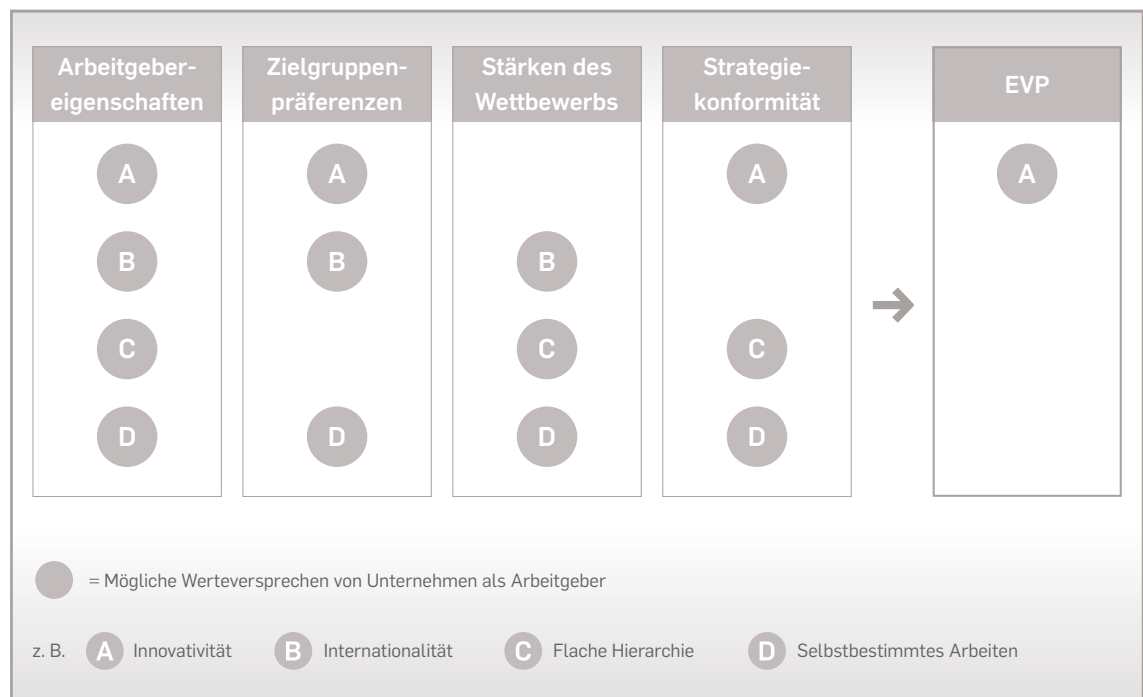 Arbeitgeber-
eigenschaften
Zielgruppen-
präferenzen
Stärken des
Wettbewerbs
Strategie-
konformität
EVP
A
A
A
A
B
B
B
C
C
C
D
D
D
D
= Mögliche Werteversprechen von Unternehmen als Arbeitgeber
z. B. A Innovativität B Internationalität C Flache Hierarchie D Selbstbestimmtes Arbeiten